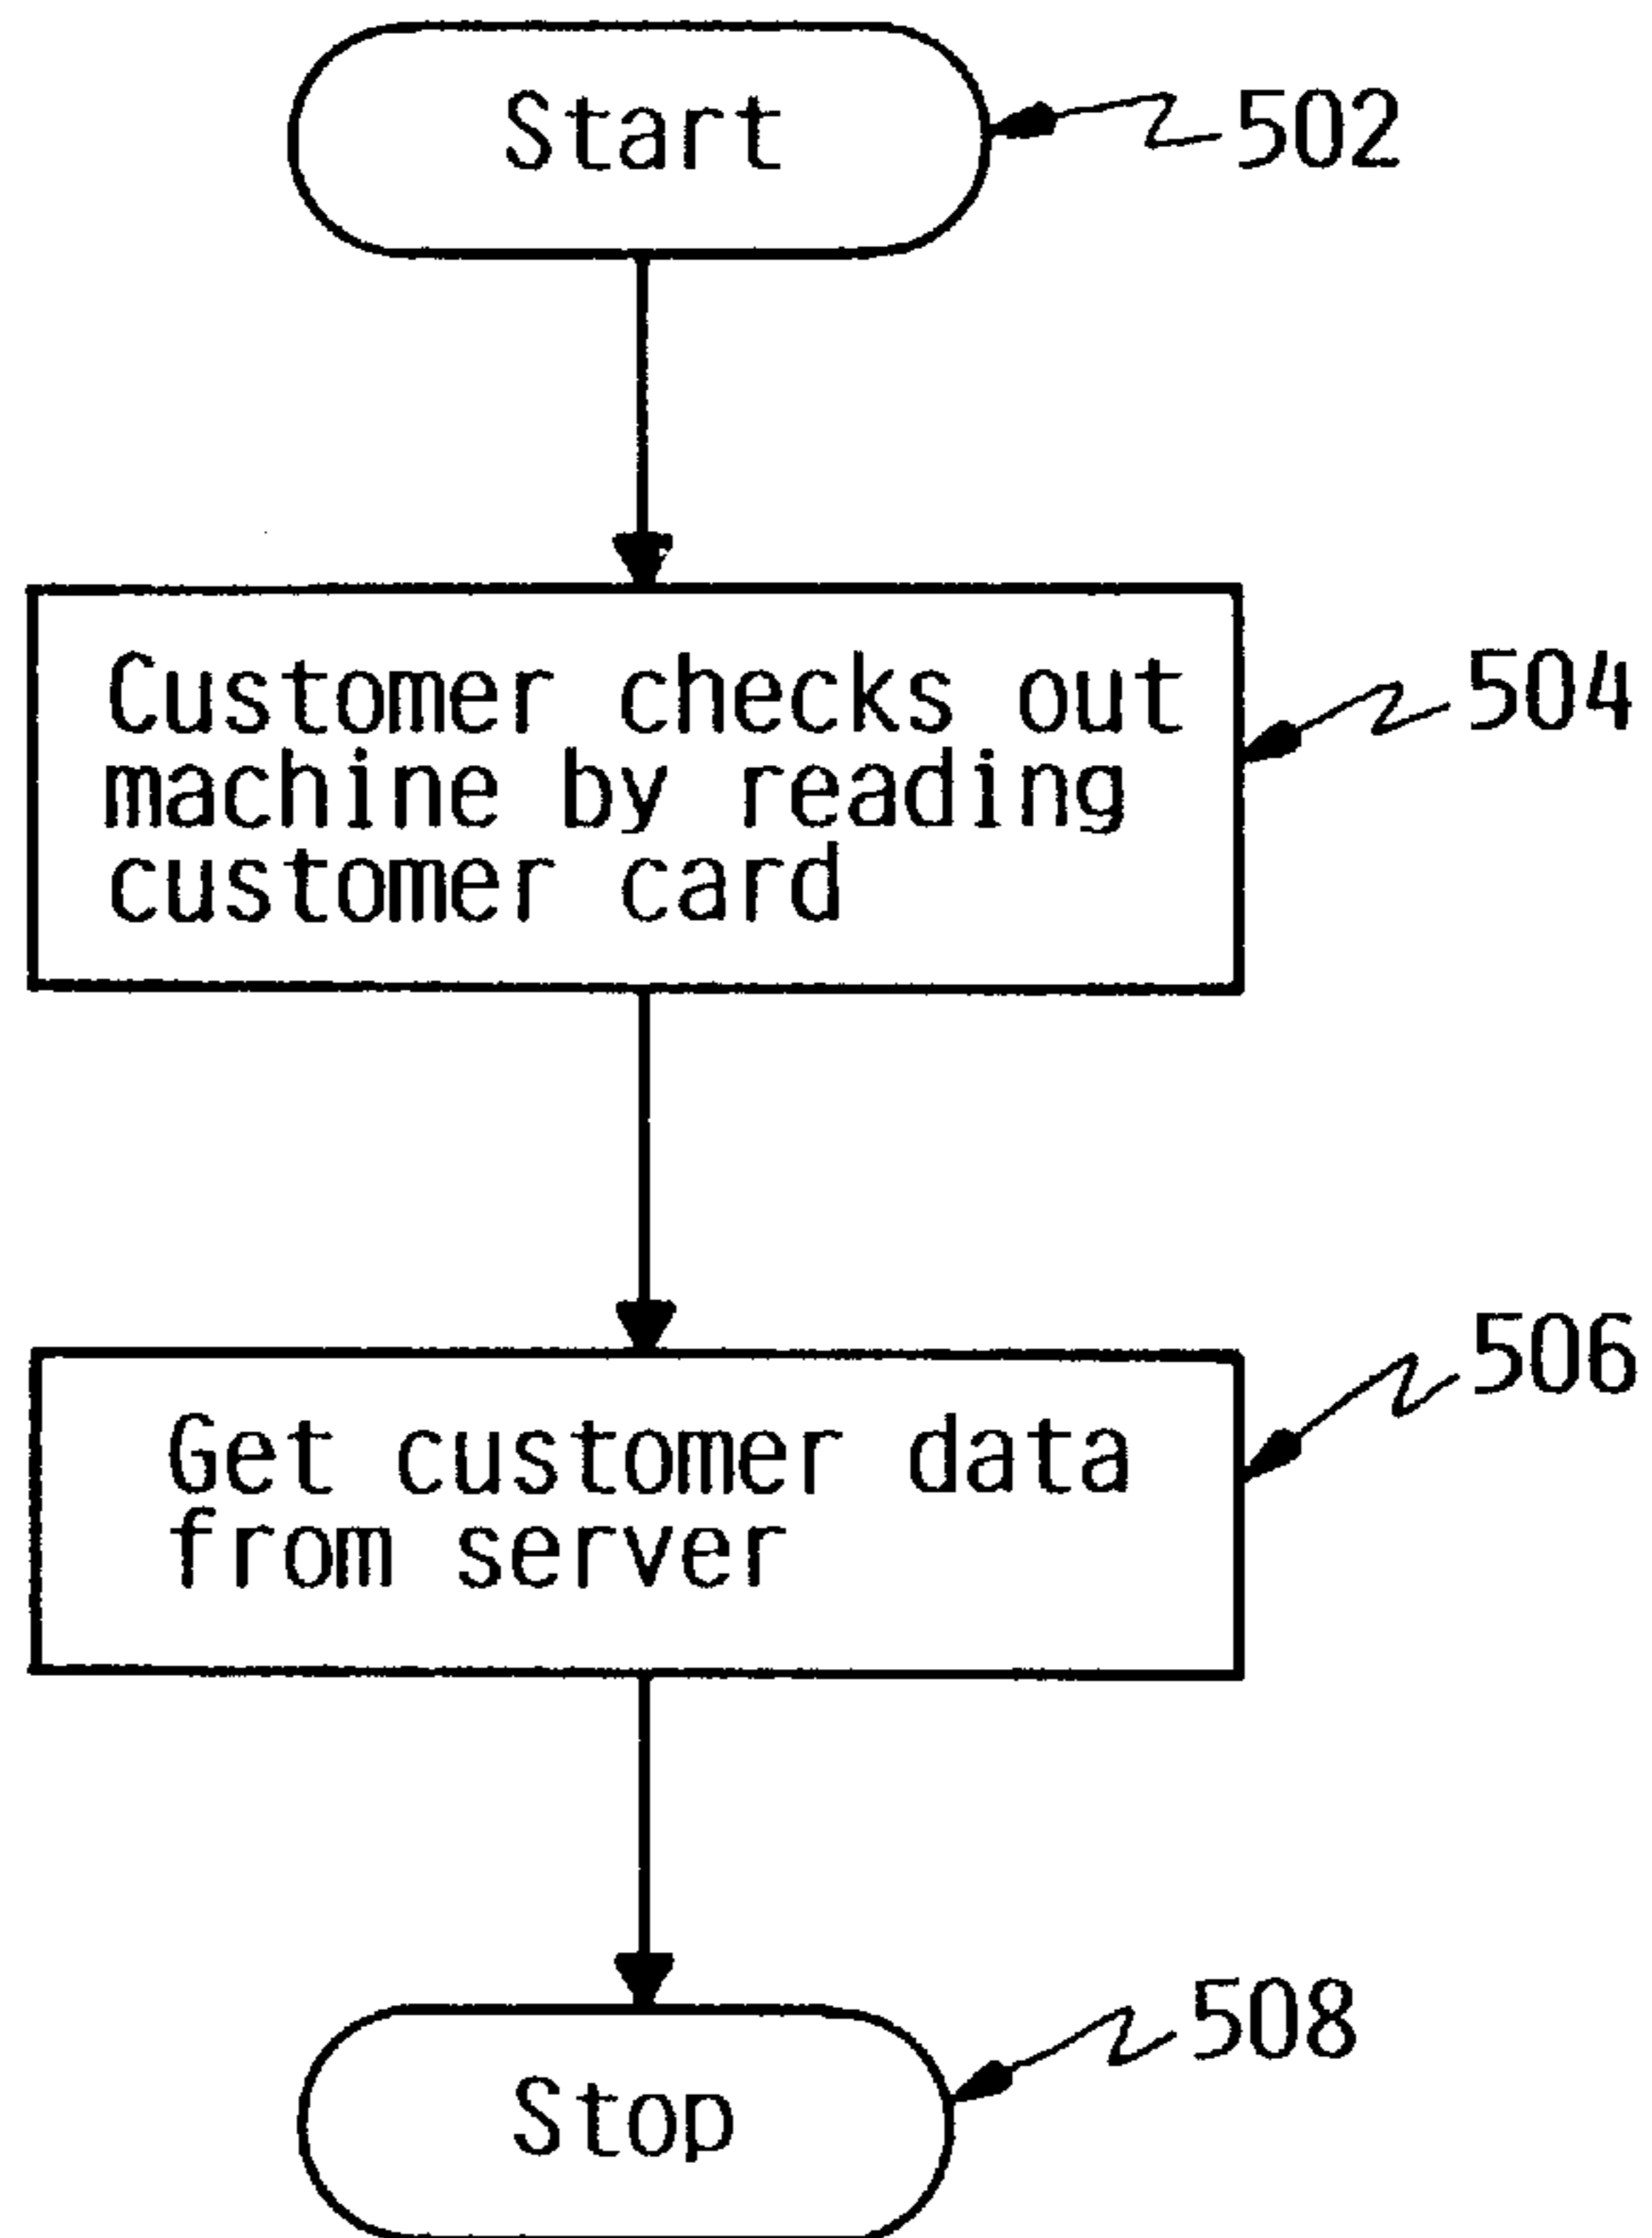 Start
502
Customer checks out
machine by reading
customer card
504
Get customer data
from server
506
Stop
508